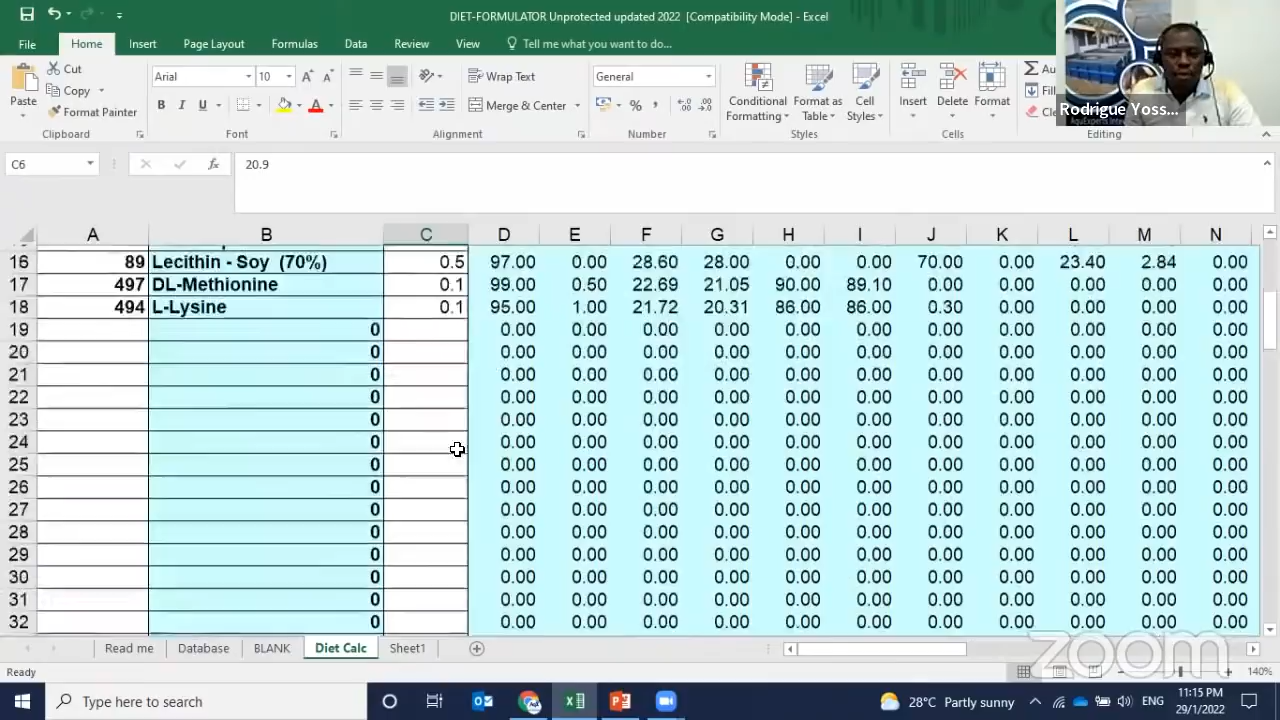 DIET-FORMULATOR Unprotected updated 2022 [Compatibility Mode] - Excel
File Home Insert Page Layout Formulas Data Review View Tell me what you want to do...
Paste
Cut
Copy
Format Painter
Clipboard
Arial 10
B I U
Font
Wrap Text
Merge & Center
Alignment
General
Number
Conditional Formatting
Format as Table
Cell Styles
Styles
Insert Delete Format
Cells
Editing
Rodrigue Yoss...
C6 fx 20.9
A B C D E F G H I J K L M N
16 89 Lecithin - Soy (70%) 0.5 97.00 0.00 28.60 28.00 0.00 0.00 70.00 0.00 23.40 2.84 0.00
17 497 DL-Methionine 0.1 99.00 0.50 22.69 21.05 90.00 89.10 0.00 0.00 0.00 0.00 0.00
18 494 L-Lysine 0.1 95.00 1.00 21.72 20.31 86.00 86.00 0.30 0.00 0.00 0.00 0.00
19 0 0.00 0.00 0.00 0.00 0.00 0.00 0.00 0.00 0.00 0.00 0.00
20 0 0.00 0.00 0.00 0.00 0.00 0.00 0.00 0.00 0.00 0.00 0.00
21 0 0.00 0.00 0.00 0.00 0.00 0.00 0.00 0.00 0.00 0.00 0.00
22 0 0.00 0.00 0.00 0.00 0.00 0.00 0.00 0.00 0.00 0.00 0.00
23 0 0.00 0.00 0.00 0.00 0.00 0.00 0.00 0.00 0.00 0.00 0.00
24 0 0.00 0.00 0.00 0.00 0.00 0.00 0.00 0.00 0.00 0.00 0.00
25 0 0.00 0.00 0.00 0.00 0.00 0.00 0.00 0.00 0.00 0.00 0.00
26 0 0.00 0.00 0.00 0.00 0.00 0.00 0.00 0.00 0.00 0.00 0.00
27 0 0.00 0.00 0.00 0.00 0.00 0.00 0.00 0.00 0.00 0.00 0.00
28 0 0.00 0.00 0.00 0.00 0.00 0.00 0.00 0.00 0.00 0.00 0.00
29 0 0.00 0.00 0.00 0.00 0.00 0.00 0.00 0.00 0.00 0.00 0.00
30 0 0.00 0.00 0.00 0.00 0.00 0.00 0.00 0.00 0.00 0.00 0.00
31 0 0.00 0.00 0.00 0.00 0.00 0.00 0.00 0.00 0.00 0.00 0.00
32 0 0.00 0.00 0.00 0.00 0.00 0.00 0.00 0.00 0.00 0.00 0.00
Read me Database BLANK Diet Calc Sheet1
zoom
Ready 140%
Type here to search 28°C Partly sunny ENG 11:15 PM
29/1/2022